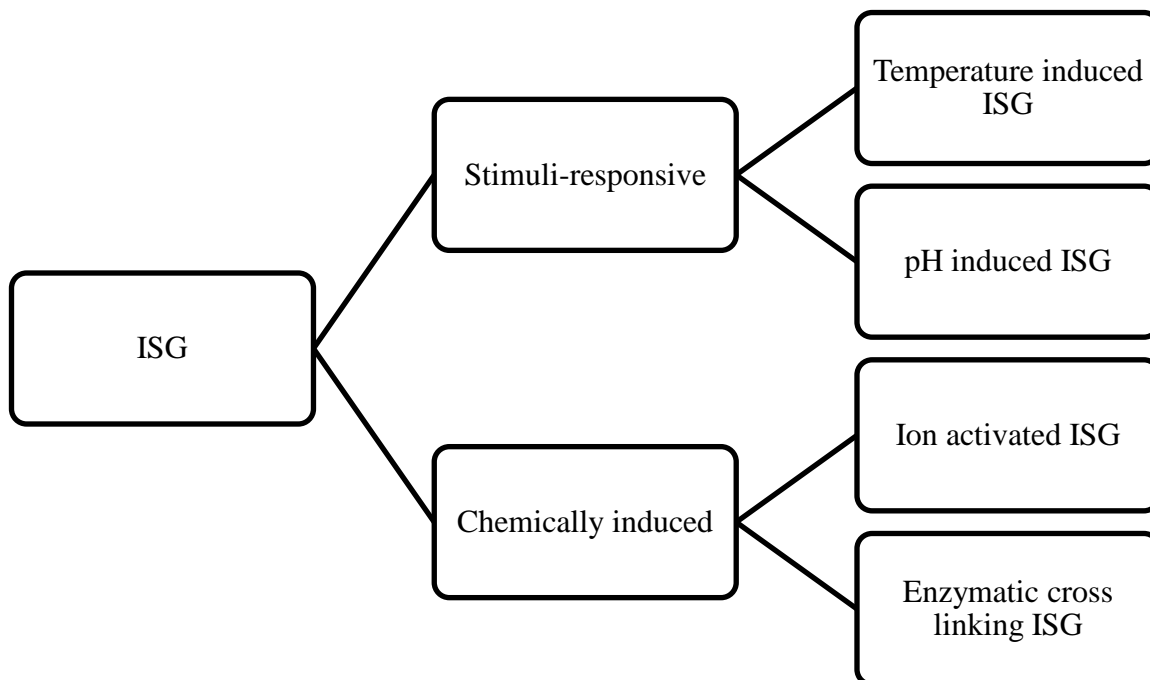 ISG
Stimuli-responsive
Temperature induced
ISG
pH induced ISG
Chemically induced
Ion activated ISG
Enzymatic cross
linking ISG